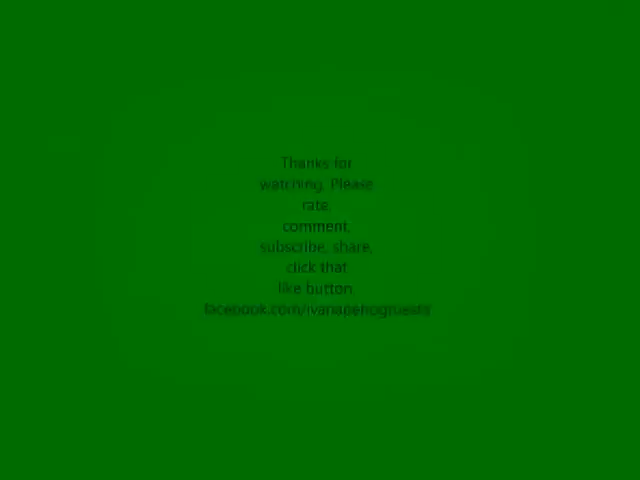 Thanks for
watching, Please
rate,
comment,
subscribe, share,
click that
like button